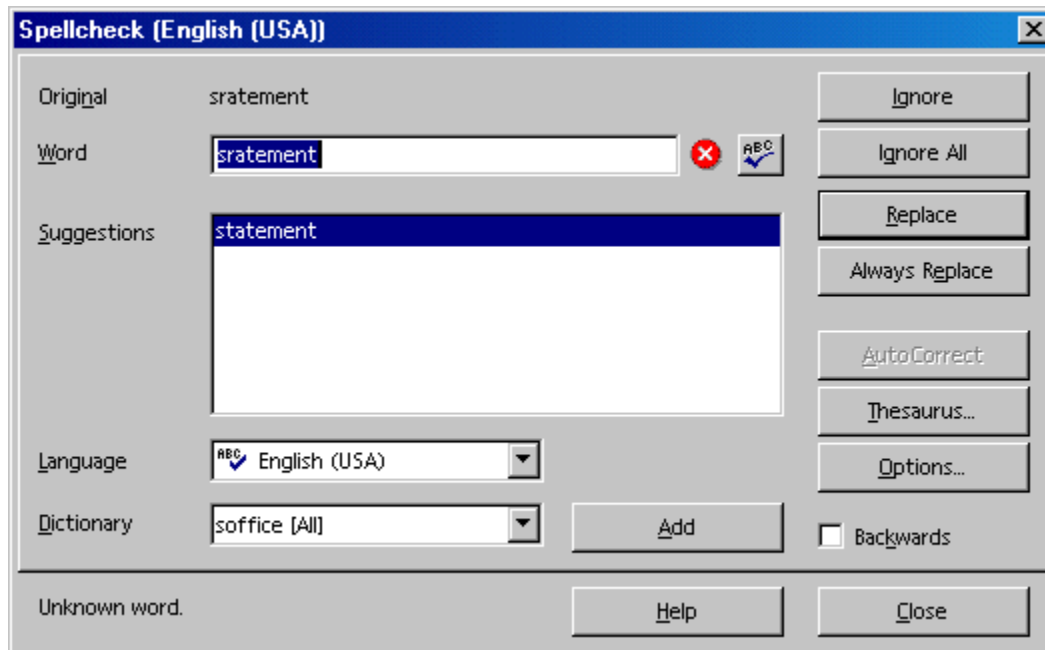 Spellcheck (English (USA))
Original sratement Ignore
Word sratement ABC Ignore All
Replace
Suggestions statement
Always Replace
AutoCorrect
Thesaurus...
Language ABC English (USA) Options...
Dictionary soffice [All] Add Backwards
Unknown word. Help Close